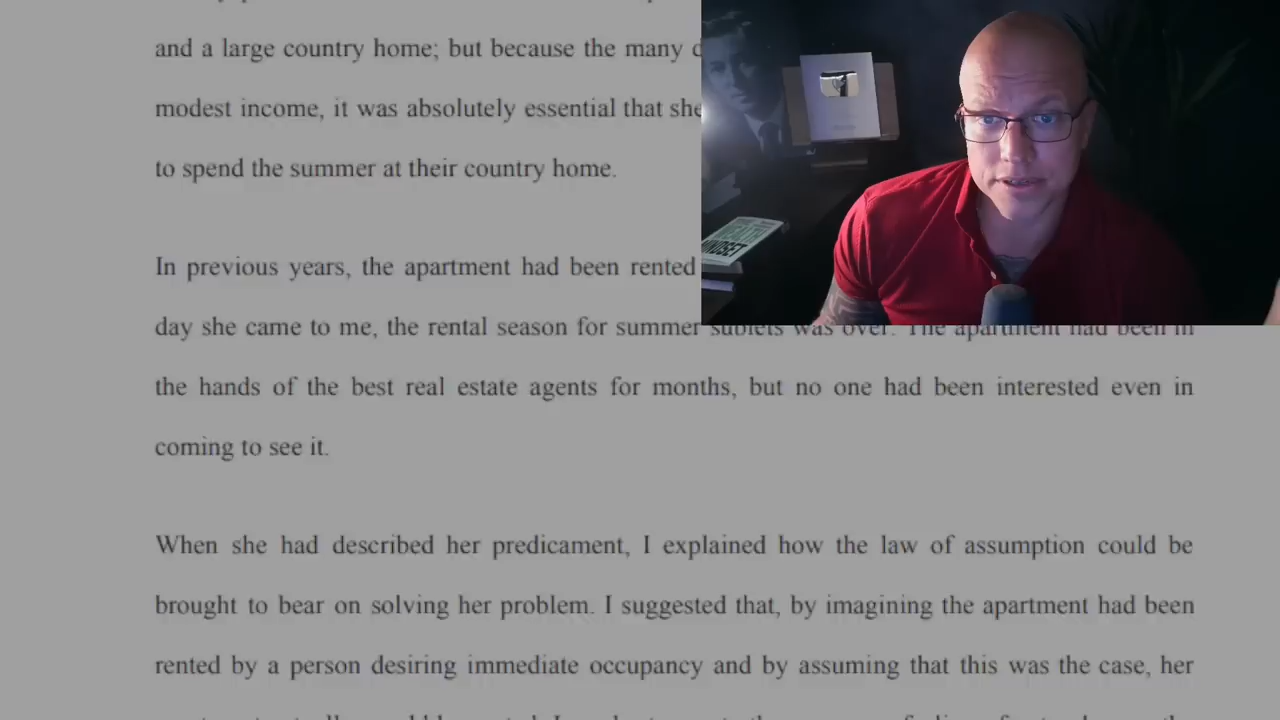 and a large country home; but because the many
modest income, it was absolutely essential that she
to spend the summer at their country home.
In previous years, the apartment had been rented
day she came to me, the rental season for summer sublets was over. The apartment had been in
the hands of the best real estate agents for months, but no one had been interested even in
coming to see it.
When she had described her predicament, I explained how the law of assumption could be
brought to bear on solving her problem. I suggested that, by imagining the apartment had been
rented by a person desiring immediate occupancy and by assuming that this was the case, her
MINDSET